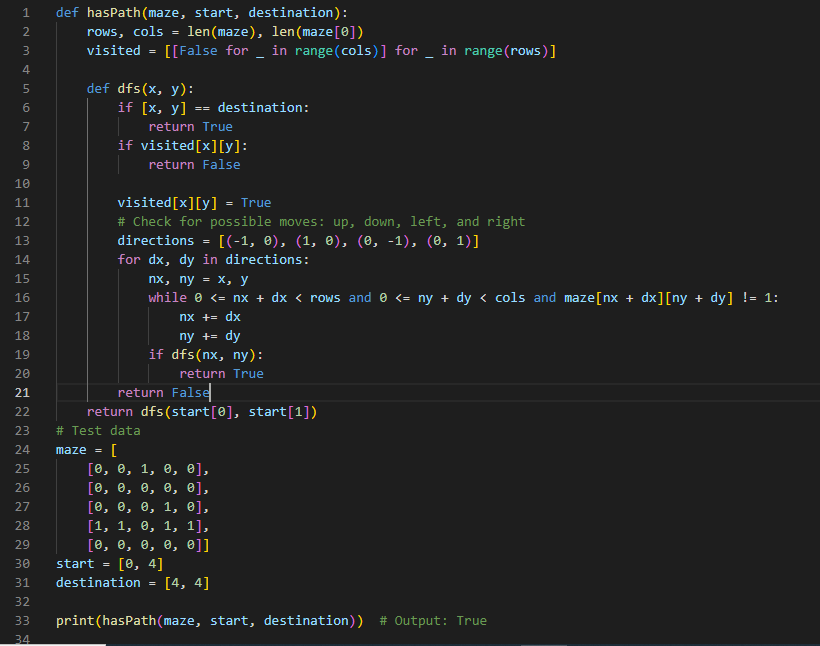 1 def hasPath(maze, start, destination):
2     rows, cols = len(maze), len(maze[0])
3     visited = [[False for _ in range(cols)] for _ in range(rows)]
4
5     def dfs(x, y):
6         if [x, y] == destination:
7             return True
8         if visited[x][y]:
9             return False
10
11         visited[x][y] = True
12         # Check for possible moves: up, down, left, and right
13         directions = [(-1, 0), (1, 0), (0, -1), (0, 1)]
14         for dx, dy in directions:
15             nx, ny = x, y
16             while 0 <= nx + dx < rows and 0 <= ny + dy < cols and maze[nx + dx][ny + dy] != 1:
17                 nx += dx
18                 ny += dy
19             if dfs(nx, ny):
20                 return True
21         return False
22     return dfs(start[0], start[1])
23 # Test data
24 maze = [
25     [0, 0, 1, 0, 0],
26     [0, 0, 0, 0, 0],
27     [0, 0, 0, 1, 0],
28     [1, 1, 0, 1, 1],
29     [0, 0, 0, 0, 0]]
30 start = [0, 4]
31 destination = [4, 4]
32
33 print(hasPath(maze, start, destination))  # Output: True
34